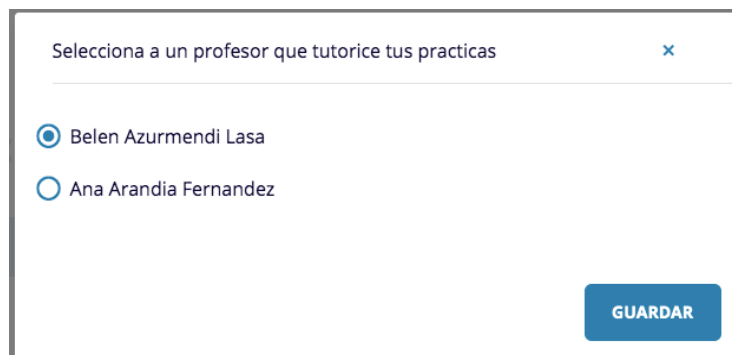 Selecciona a un profesor que tutorice tus practicas
×
Belen Azurmendi Lasa
Ana Arandia Fernandez
GUARDAR